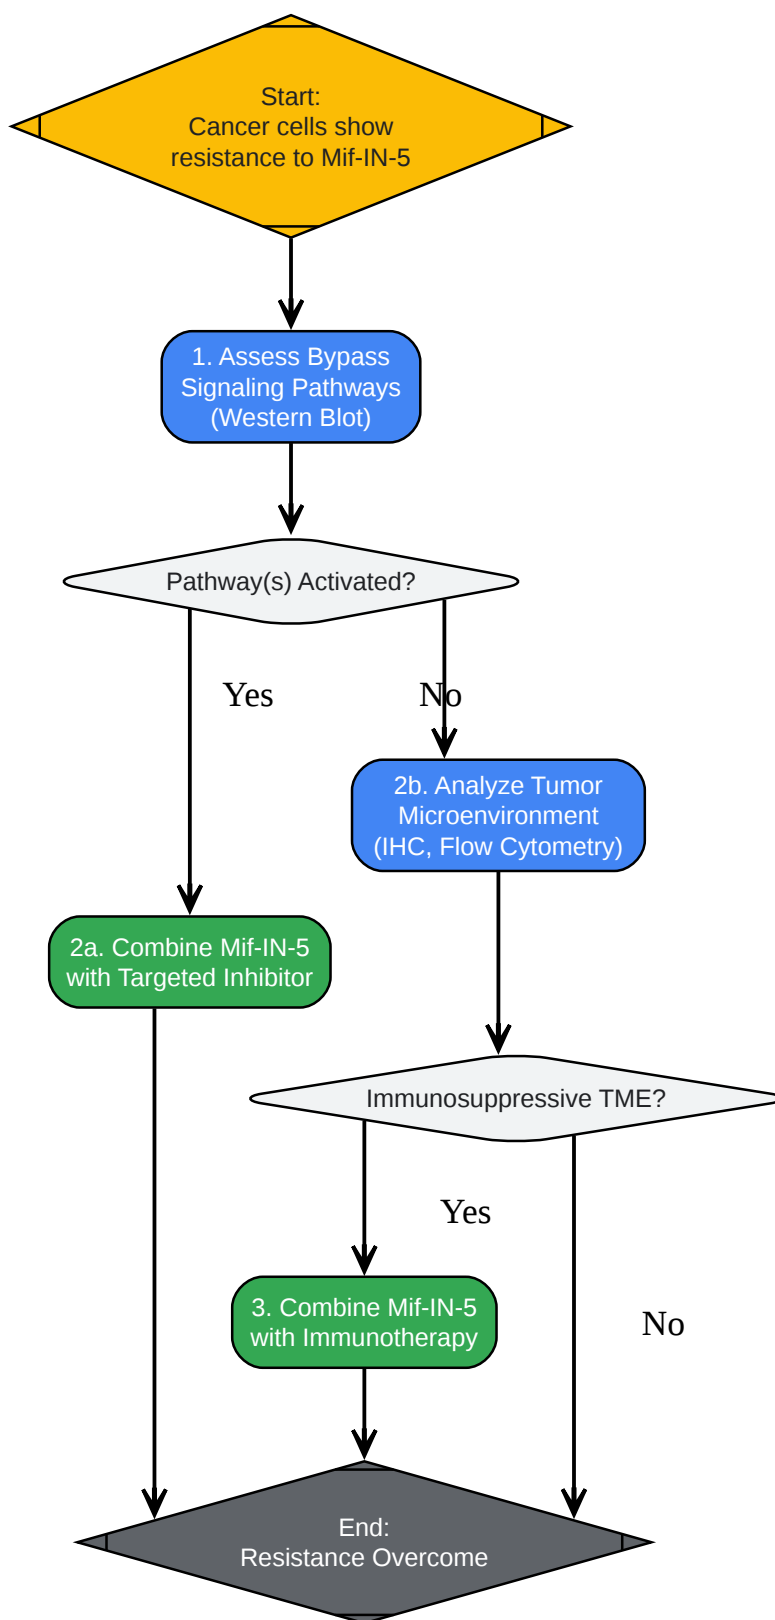 Start:
Cancer cells show
resistance to Mif-IN-5
1. Assess Bypass
Signaling Pathways
(Western Blot)
Pathway(s) Activated?
Yes
No
2b. Analyze Tumor
Microenvironment
(IHC, Flow Cytometry)
2a. Combine Mif-IN-5
with Targeted Inhibitor
Immunosuppressive TME?
Yes
3. Combine Mif-IN-5
with Immunotherapy
No
End:
Resistance Overcome